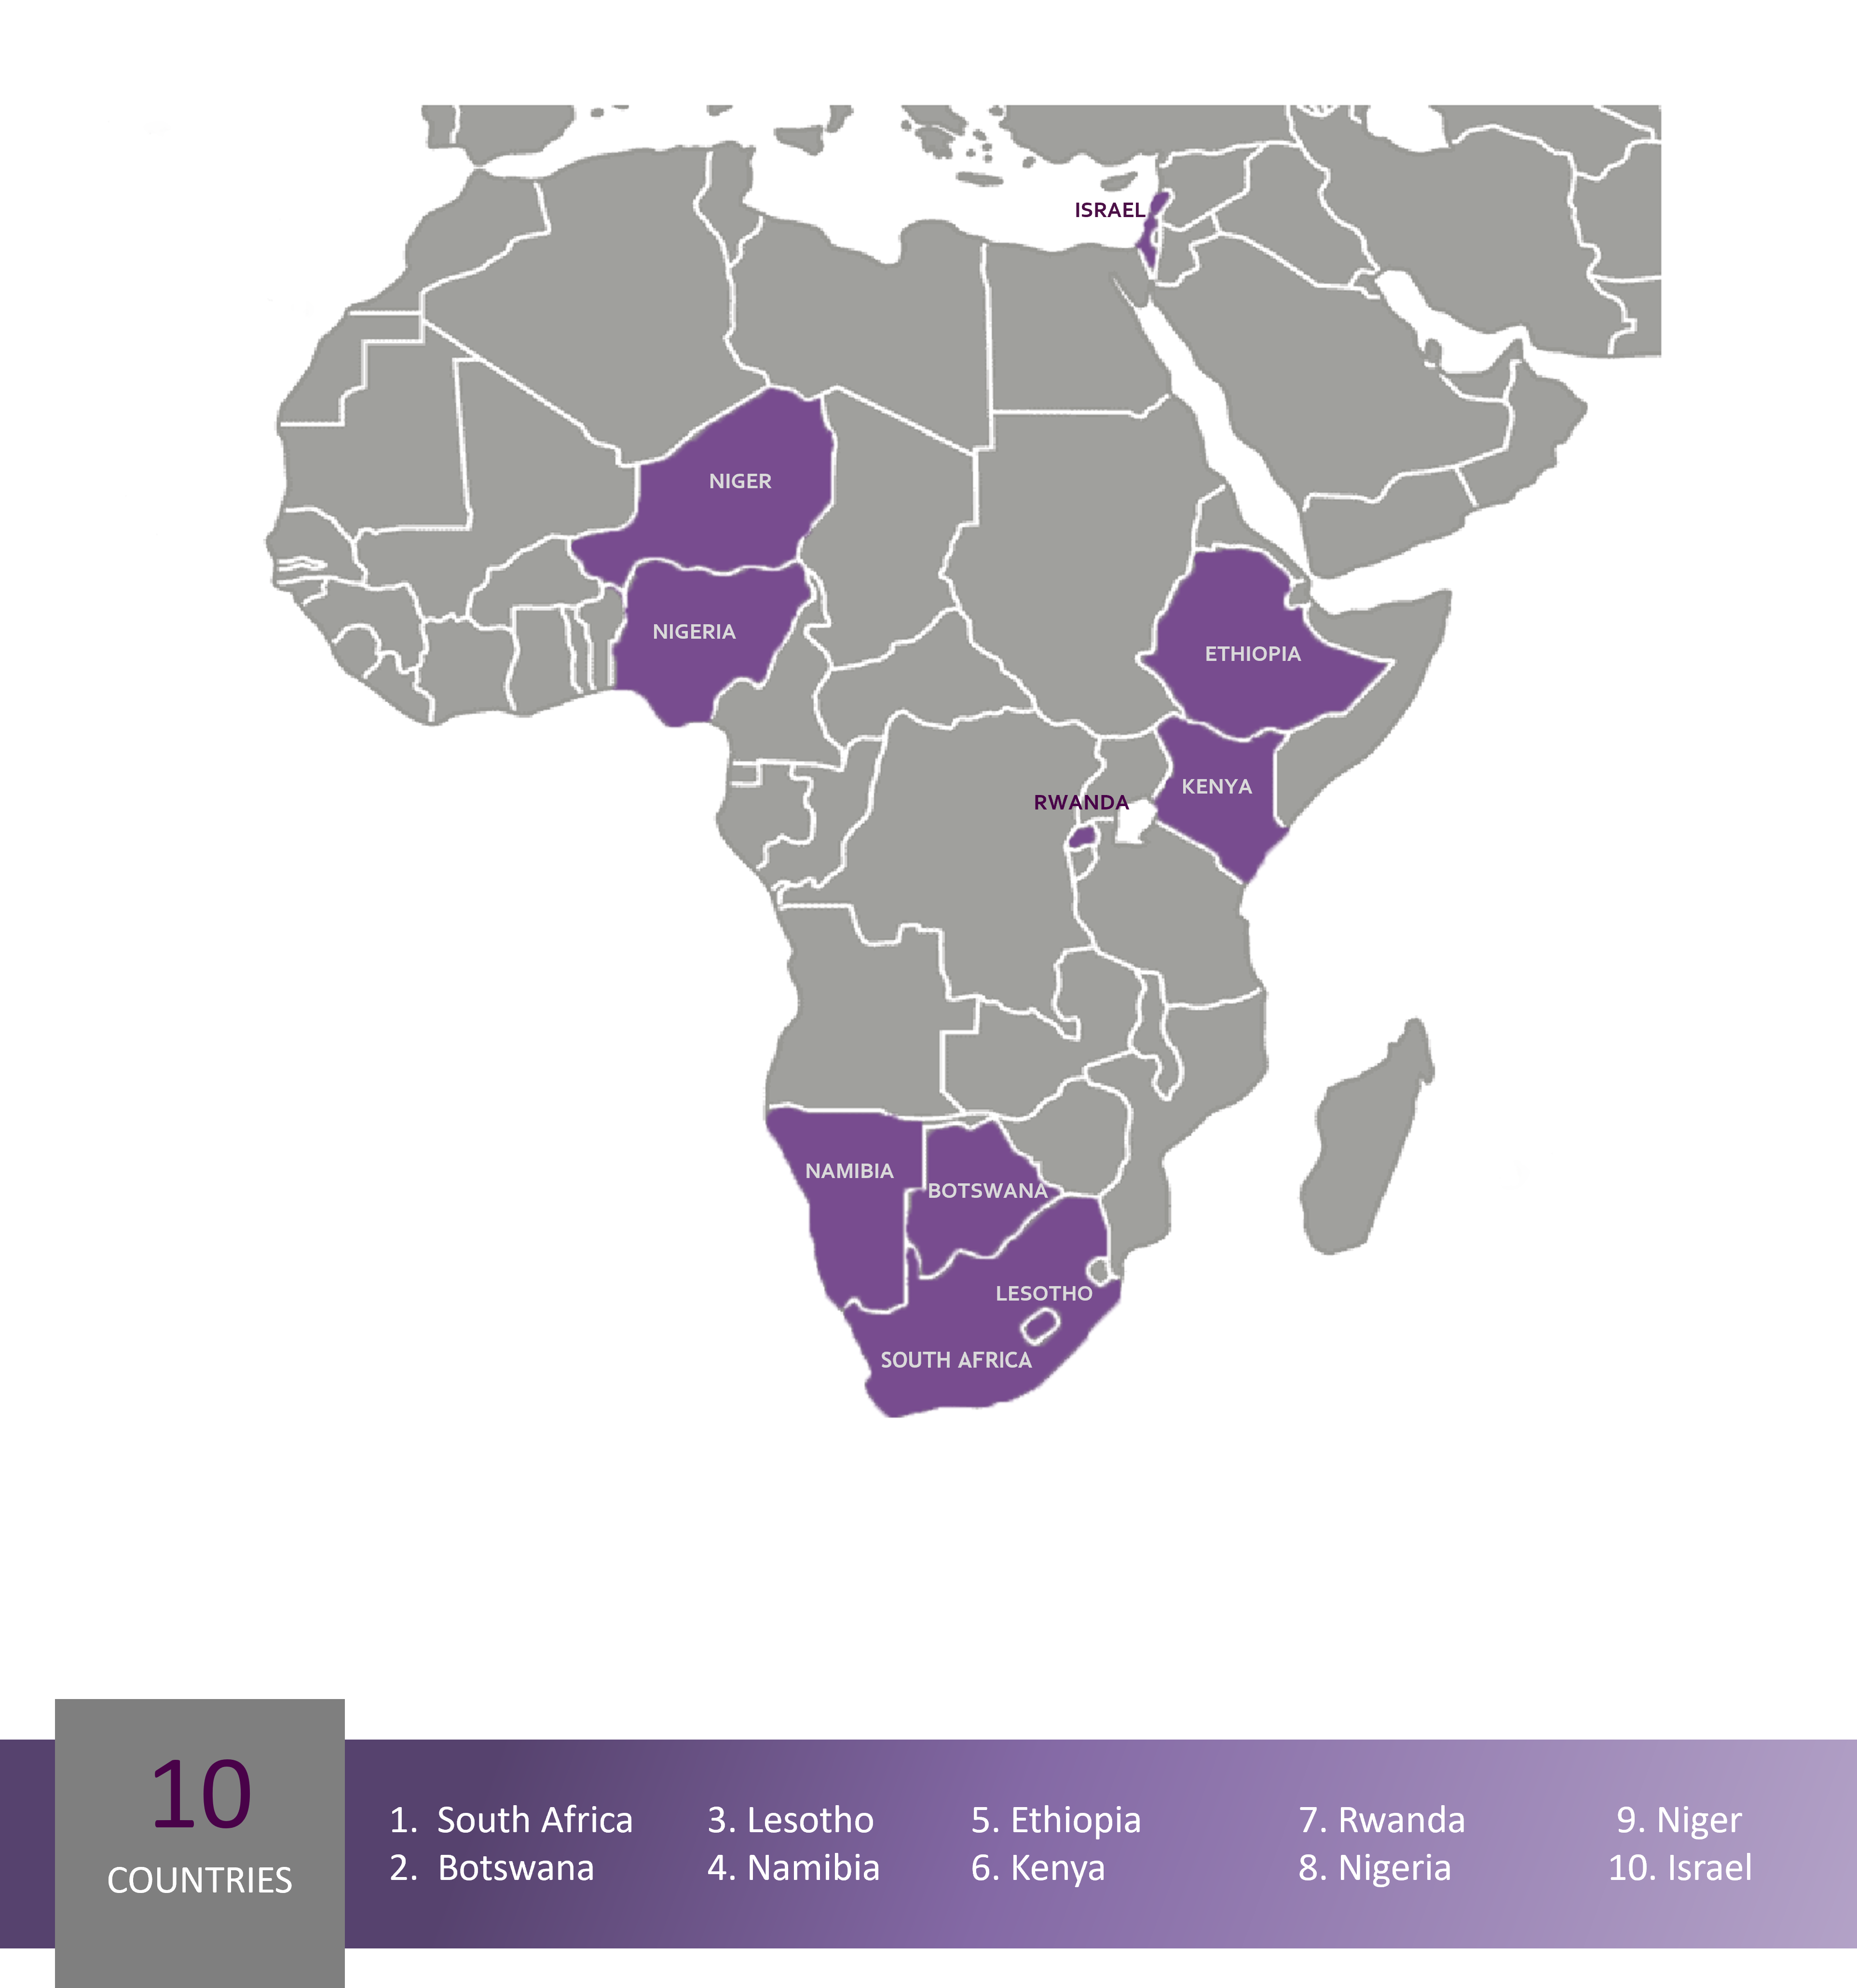 ISRAEL
NIGER
NIGERIA
ETHIOPIA
KENYA
RWANDA
NAMIBIA
BOTSWANA
LESOTHO
SOUTH AFRICA
10
COUNTRIES
1. South Africa
2. Botswana
3. Lesotho
4. Namibia
5. Ethiopia
6. Kenya
7. Rwanda
8. Nigeria
9. Niger
10. Israel